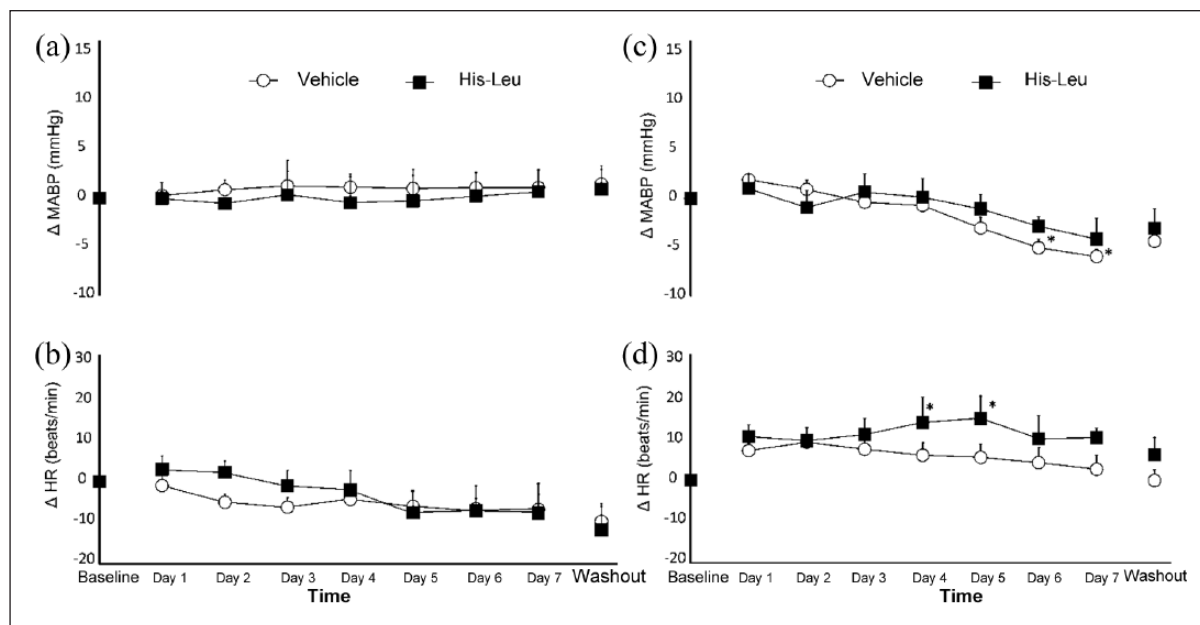 (a)
15
10
5
0
-5
-10
Δ MABP (mmHg)
Vehicle
His-Leu
(c)
15
10
5
0
-5
-10
Δ MABP (mmHg)
Vehicle
His-Leu
*
*
(b)
30
20
10
0
-10
-20
Δ HR (beats/min)
Baseline Day 1 Day 2 Day 3 Day 4 Day 5 Day 6 Day 7 Washout
Time
(d)
30
20
10
0
-10
-20
Δ HR (beats/min)
*
*
Baseline Day 1 Day 2 Day 3 Day 4 Day 5 Day 6 Day 7 Washout
Time